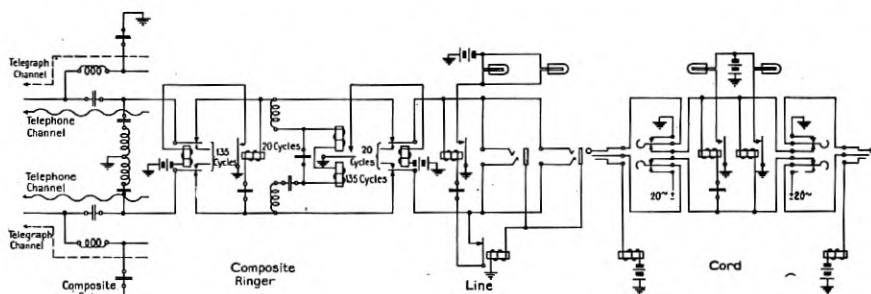 Telegraph
Channel
Telephone
Channel
Telephone
Channel
Telegraph
Channel
Composite
135
Cycles
20 Cycles
20
Cycles
135 Cycles
Composite
Ringer
Line
20~ ±
±20~
Cord